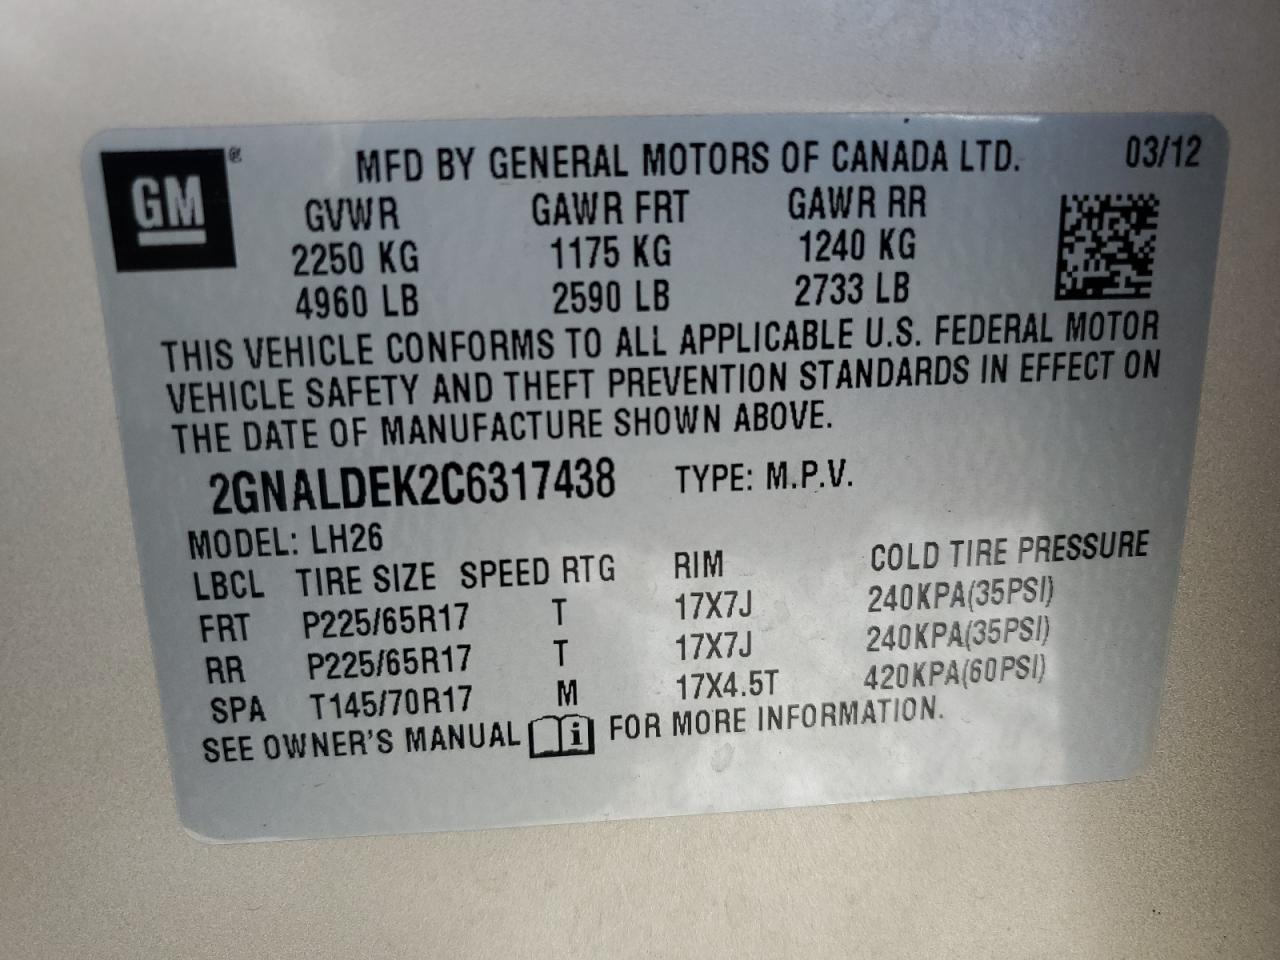 GM®
MFD BY GENERAL MOTORS OF CANADA LTD. 03/12
GVWR GAWR FRT GAWR RR
2250 KG 1175 KG 1240 KG
4960 LB 2590 LB 2733 LB
THIS VEHICLE CONFORMS TO ALL APPLICABLE U.S. FEDERAL MOTOR
VEHICLE SAFETY AND THEFT PREVENTION STANDARDS IN EFFECT ON
THE DATE OF MANUFACTURE SHOWN ABOVE.
2GNALDEK2C6317438 TYPE: M.P.V.
MODEL: LH26
LBCL TIRE SIZE SPEED RTG RIM COLD TIRE PRESSURE
FRT P225/65R17 T 17X7J 240KPA(35PSI)
RR P225/65R17 T 17X7J 240KPA(35PSI)
SPA T145/70R17 M 17X4.5T 420KPA(60PSI)
SEE OWNER'S MANUAL i FOR MORE INFORMATION.